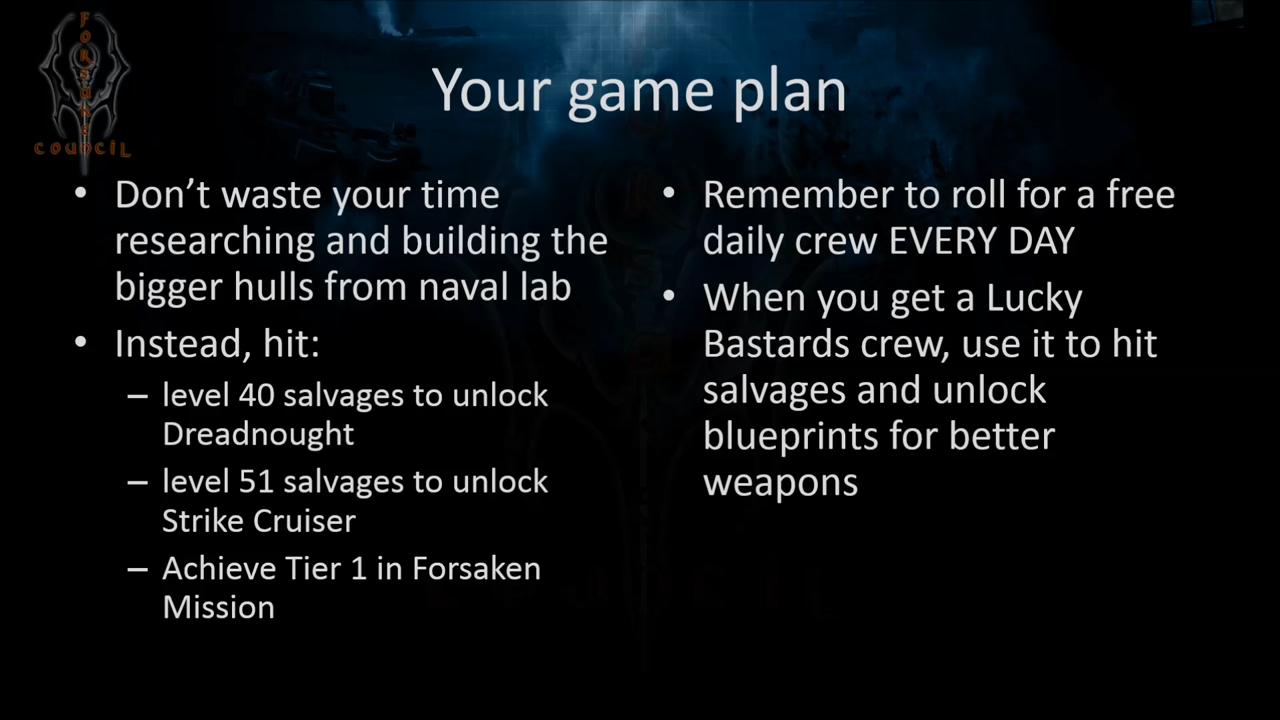 FORSAKEN
COUNCIL
Your game plan
• Don’t waste your time
researching and building the
bigger hulls from naval lab
• Instead, hit:
– level 40 salvages to unlock
Dreadnought
– level 51 salvages to unlock
Strike Cruiser
– Achieve Tier 1 in Forsaken
Mission
• Remember to roll for a free
daily crew EVERY DAY
• When you get a Lucky
Bastards crew, use it to hit
salvages and unlock
blueprints for better
weapons